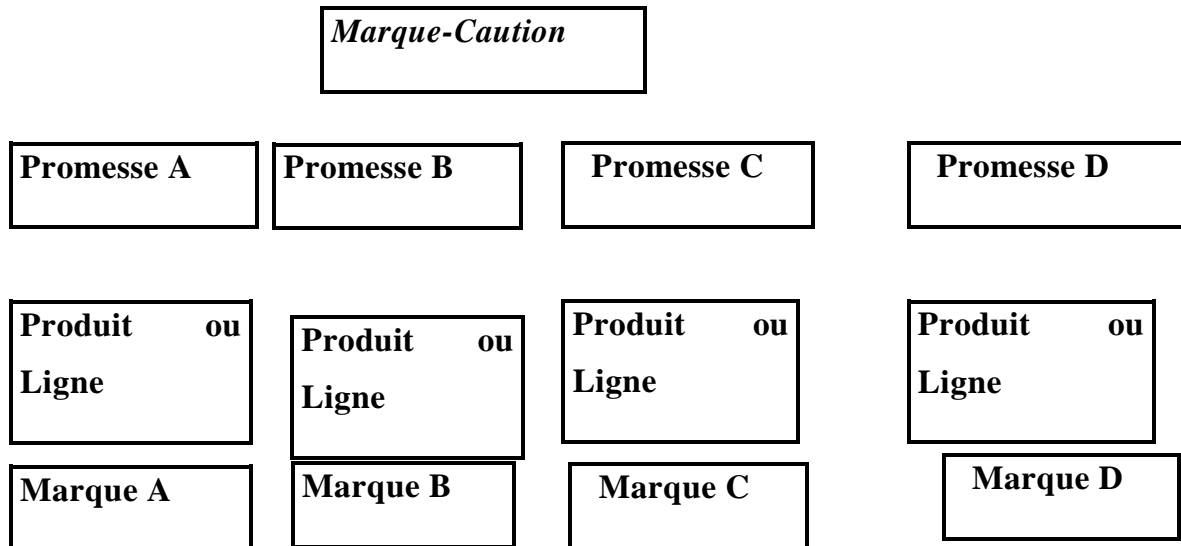 Marque-Caution
Promesse A
Promesse B
Promesse C
Promesse D
Produit ou
Ligne
Produit ou
Ligne
Produit ou
Ligne
Produit ou
Ligne
Marque A
Marque B
Marque C
Marque D